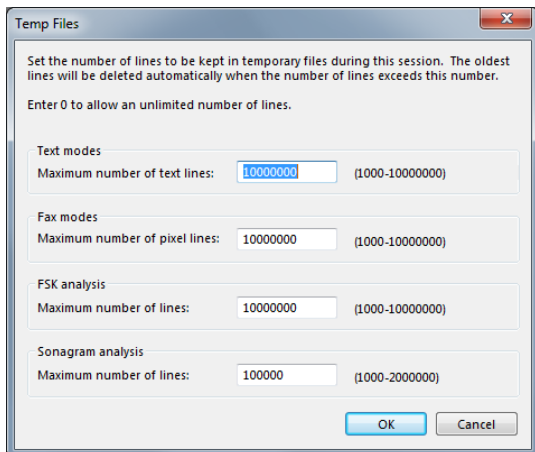 Temp Files
Set the number of lines to be kept in temporary files during this session. The oldest
lines will be deleted automatically when the number of lines exceeds this number.
Enter 0 to allow an unlimited number of lines.
Text modes
Maximum number of text lines: 10000000 (1000-10000000)
Fax modes
Maximum number of pixel lines: 10000000 (1000-10000000)
FSK analysis
Maximum number of lines: 10000000 (1000-10000000)
Sonagram analysis
Maximum number of lines: 100000 (1000-2000000)
OK Cancel